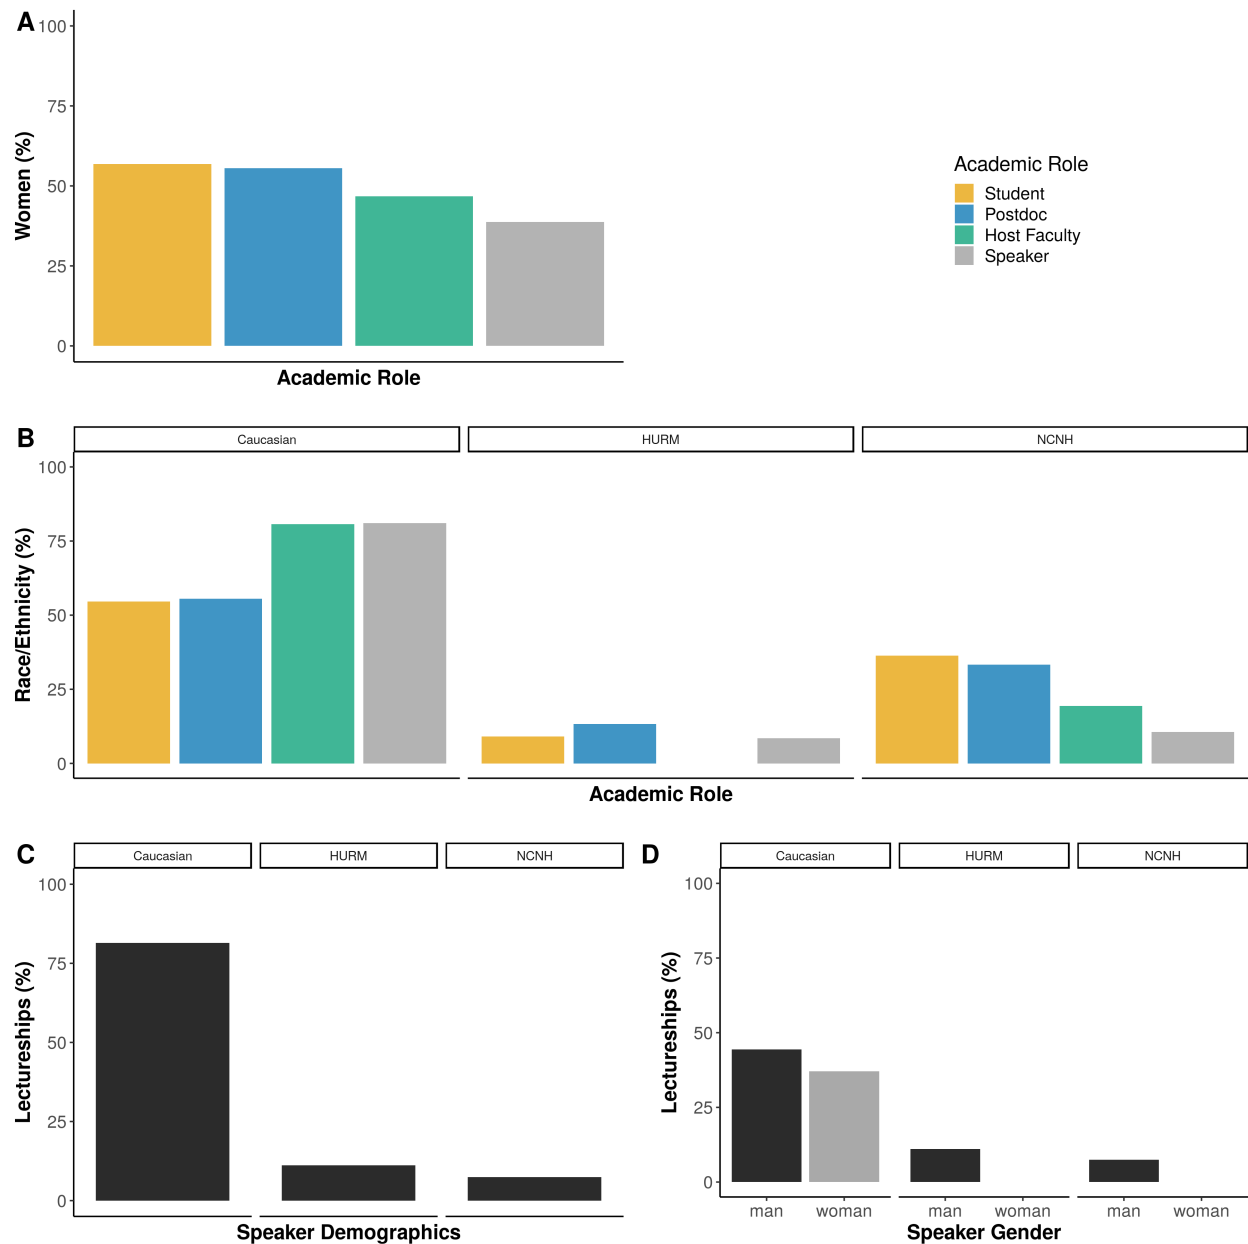 A
100
75
50
25
0
Women (%)
Academic Role
Academic Role
Student
Postdoc
Host Faculty
Speaker
B
Caucasian
HURM
NCNH
100
75
50
25
0
Race/Ethnicity (%)
Academic Role
C
Caucasian
HURM
NCNH
100
75
50
25
0
Lectureships (%)
Speaker Demographics
D
Caucasian
HURM
NCNH
100
75
50
25
0
Lectureships (%)
man woman man woman man woman
Speaker Gender